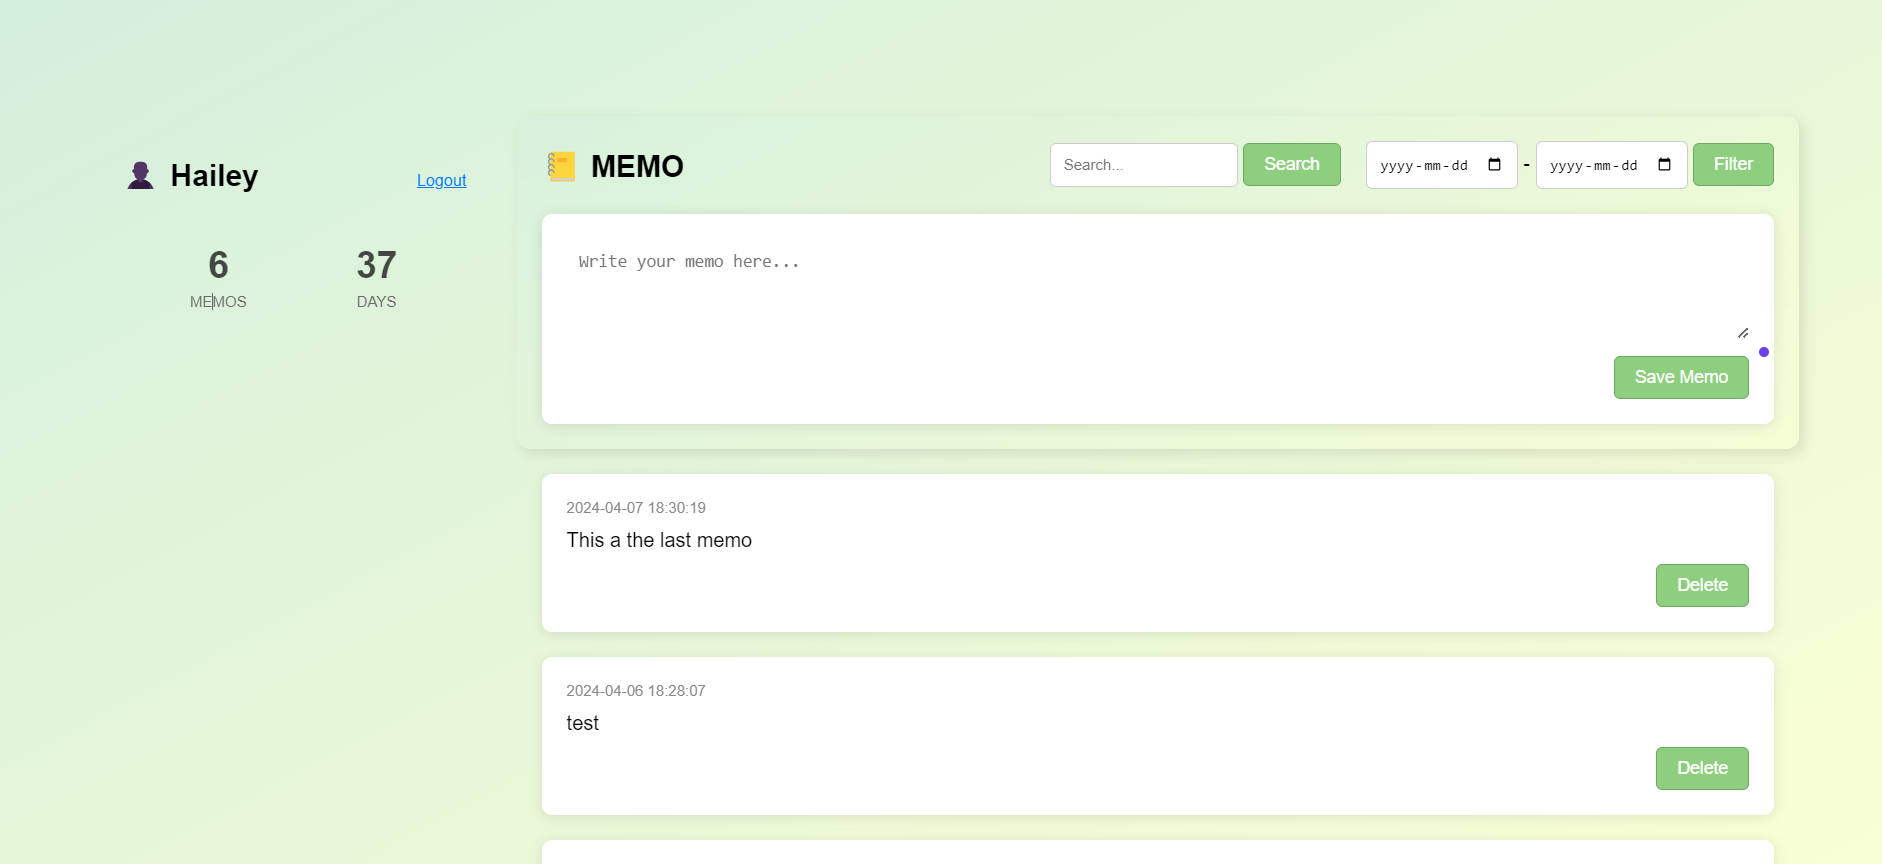 Hailey
Logout
6
MEMOS
37
DAYS
MEMO
Search...
Search
yyyy-mm-dd
-
yyyy-mm-dd
Filter
Write your memo here...
Save Memo
2024-04-07 18:30:19
This a the last memo
Delete
2024-04-06 18:28:07
test
Delete